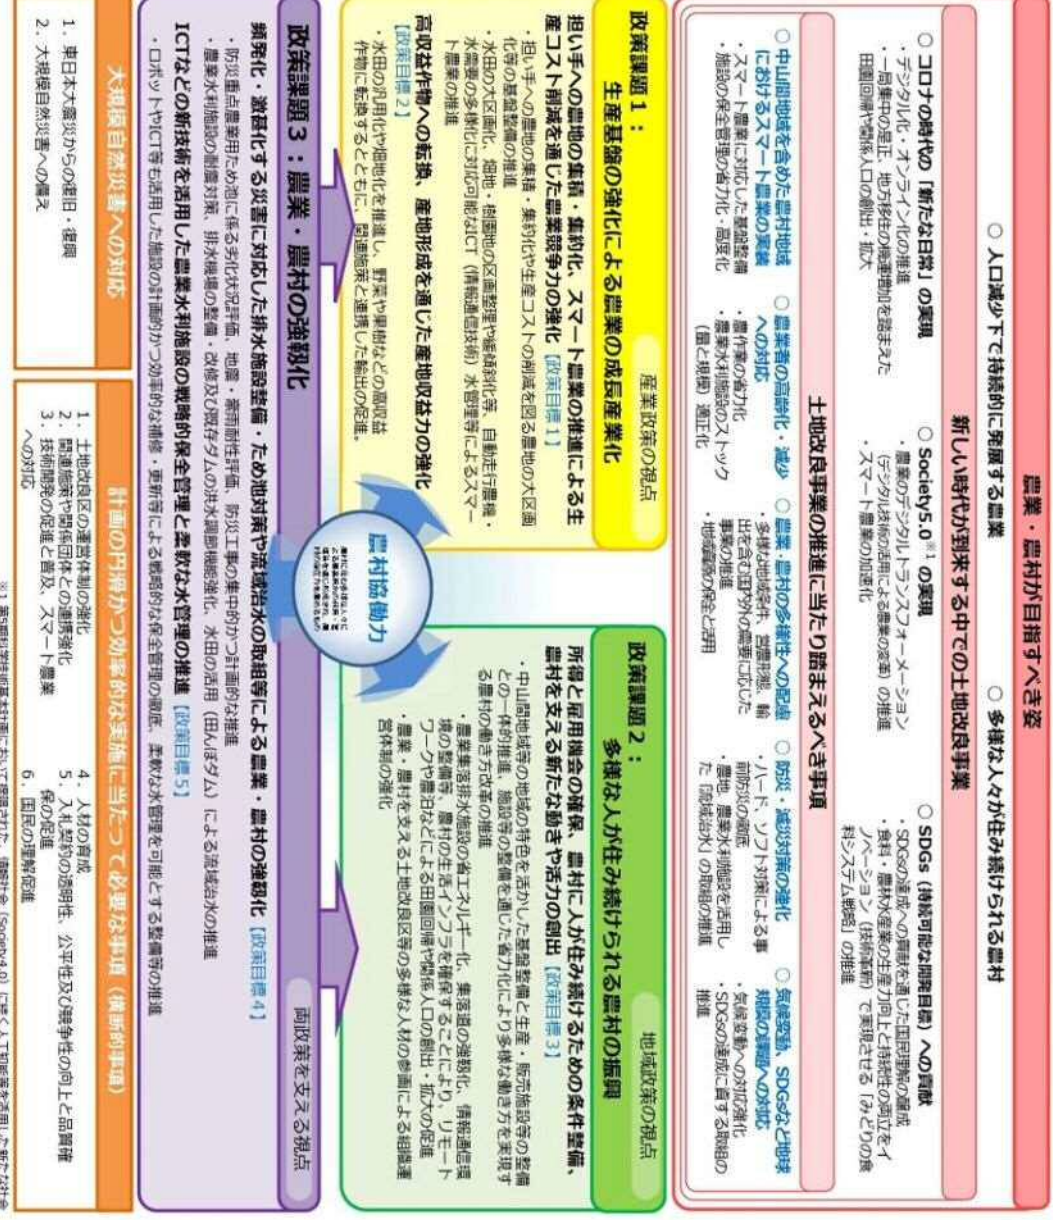 農業・農村が目指すべき姿
○ 人口減少下で持続的に発展する農業
○ 多様な人々が住み続けられる農村
新しい時代が到来する中での土地改良事業
○ コロナの時代の「新たな日常」の実現
・デジタル化・オンライン化の推進
・一局集中の是正、地方移住の機運増加を踏まえた
田園回帰や関係人口の創出・拡大
○ Society5.0※1 の実現
・農業のデジタルトランスフォーメーション
(デジタル技術の活用による農業の変革)の推進
・スマート農業の加速化
○ SDGs(持続可能な開発目標)への貢献
・SDGsの達成への貢献を通じた国民理解の醸成
・食料・農林水産業の生産力向上と持続性の両立をイ
ノベーション(技術革新)で実現させる「みどりの食
料システム戦略」の推進
土地改良事業の推進に当たり踏まえるべき事項
○ 中山間地域を含めた農村地域
におけるスマート農業の実装
・スマート農業に対応した基盤整備
・施設の保全管理の省力化・高度化
○ 農業者の高齢化・減少
への対応
・農作業の省力化
・農業水利施設のストック
(量と規模)適正化
○ 農業・農村の多様性への配慮
・多様な地域条件、営農形態、輸
出を含む国内外の需要に応じた
事業の推進
・地域資源の保全と活用
○ 防災・減災対策の強化
・ハード、ソフト対策による事
前防災の徹底
・農地、農業水利施設を活用し
た「流域治水」の取組の推進
○ 気候変動、SDGsなど地球
規模の課題への対応
・気候変動への対応強化
・SDGsの達成に資する取組の
推進
政策課題1:
生産基盤の強化による農業の成長産業化
産業政策の視点
担い手への農地の集積・集約化、スマート農業の推進による生
産コスト削減を通じた農業競争力の強化【政策目標1】
・担い手への農地の集積・集約化や生産コストの削減を図る農地の大区画
化等の基盤整備の推進
・水田の大区画化、畑地・樹園地の区画整理や緩傾斜化等、自動走行農機・
水需要の多様化に対応可能なICT(情報通信技術)水管理等によるスマー
ト農業の推進
高収益作物への転換、産地形成を通じた産地収益力の強化
【政策目標2】
・水田の汎用化や畑地化を推進し、野菜や果樹などの高収益
作物に転換するとともに、関連施策と連携した輸出の促進。
政策課題2:
多様な人が住み続けられる農村の振興
地域政策の視点
所得と雇用機会の確保、農村に人が住み続けるための条件整備、
農村を支える新たな動きや活力の創出【政策目標3】
・中山間地域等の地域の特色を活かした基盤整備と生産・販売施設等の整備
との一体的推進、施設等の整備を通じた省力化により多様な働き方を実現す
る農村の働き方改革の推進
・農業集落排水施設の省エネルギー化、集落道の強靱化、情報通信環
境の整備等、農村の生活インフラを確保することにより、リモート
ワークや農泊などによる田園回帰や関係人口の創出・拡大の促進
・農業・農村を支える土地改良区等の多様な人材の参画による組織運
営体制の強化
農村協働力
政策課題3:農業・農村の強靱化
両政策を支える視点
頻発化・激甚化する災害に対応した排水施設整備・ため池対策や流域治水の取組等による農業・農村の強靱化【政策目標4】
・防災重点農業用ため池に係る劣化状況評価、地震・豪雨耐性評価、防災工事の集中的かつ計画的な推進
・農業水利施設の耐震対策、排水機場の整備・改修及び既存ダムの洪水調節機能強化、水田の活用(田んぼダム)による流域治水の推進
ICTなどの新技術を活用した農業水利施設の戦略的保全管理と柔軟な水管理の推進【政策目標5】
・ロボットやICT等も活用した施設の計画的かつ効率的な補修・更新等による戦略的な保全管理の徹底、柔軟な水管理を可能とする整備等の推進
大規模自然災害への対応
1.東日本大震災からの復旧・復興
2.大規模自然災害への備え
計画の円滑かつ効率的な実施に当たって必要な事項(横断的事項)
1.土地改良区の運営体制の強化
2.関連施策や関係団体との連携強化
3.技術開発の促進と普及、スマート農業
への対応
4.人材の育成
5.入札契約の透明性、公平性及び競争性の向上と品質確
保の促進
6.国民の理解促進